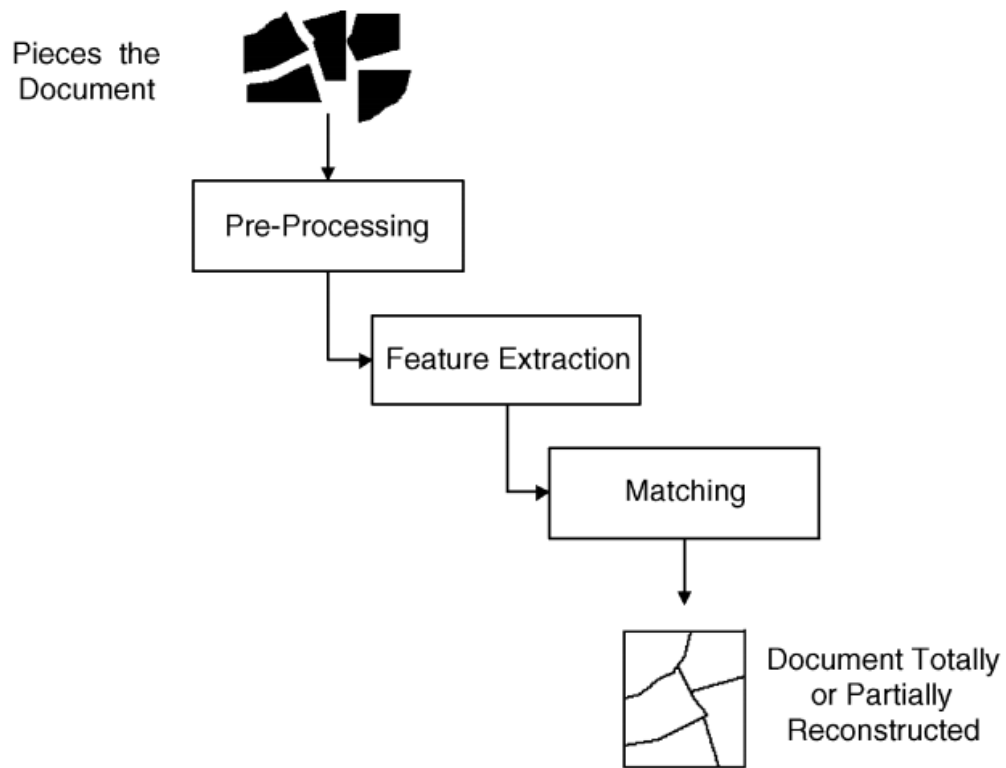 Pieces the
Document
Pre-Processing
Feature Extraction
Matching
Document Totally
or Partially
Reconstructed